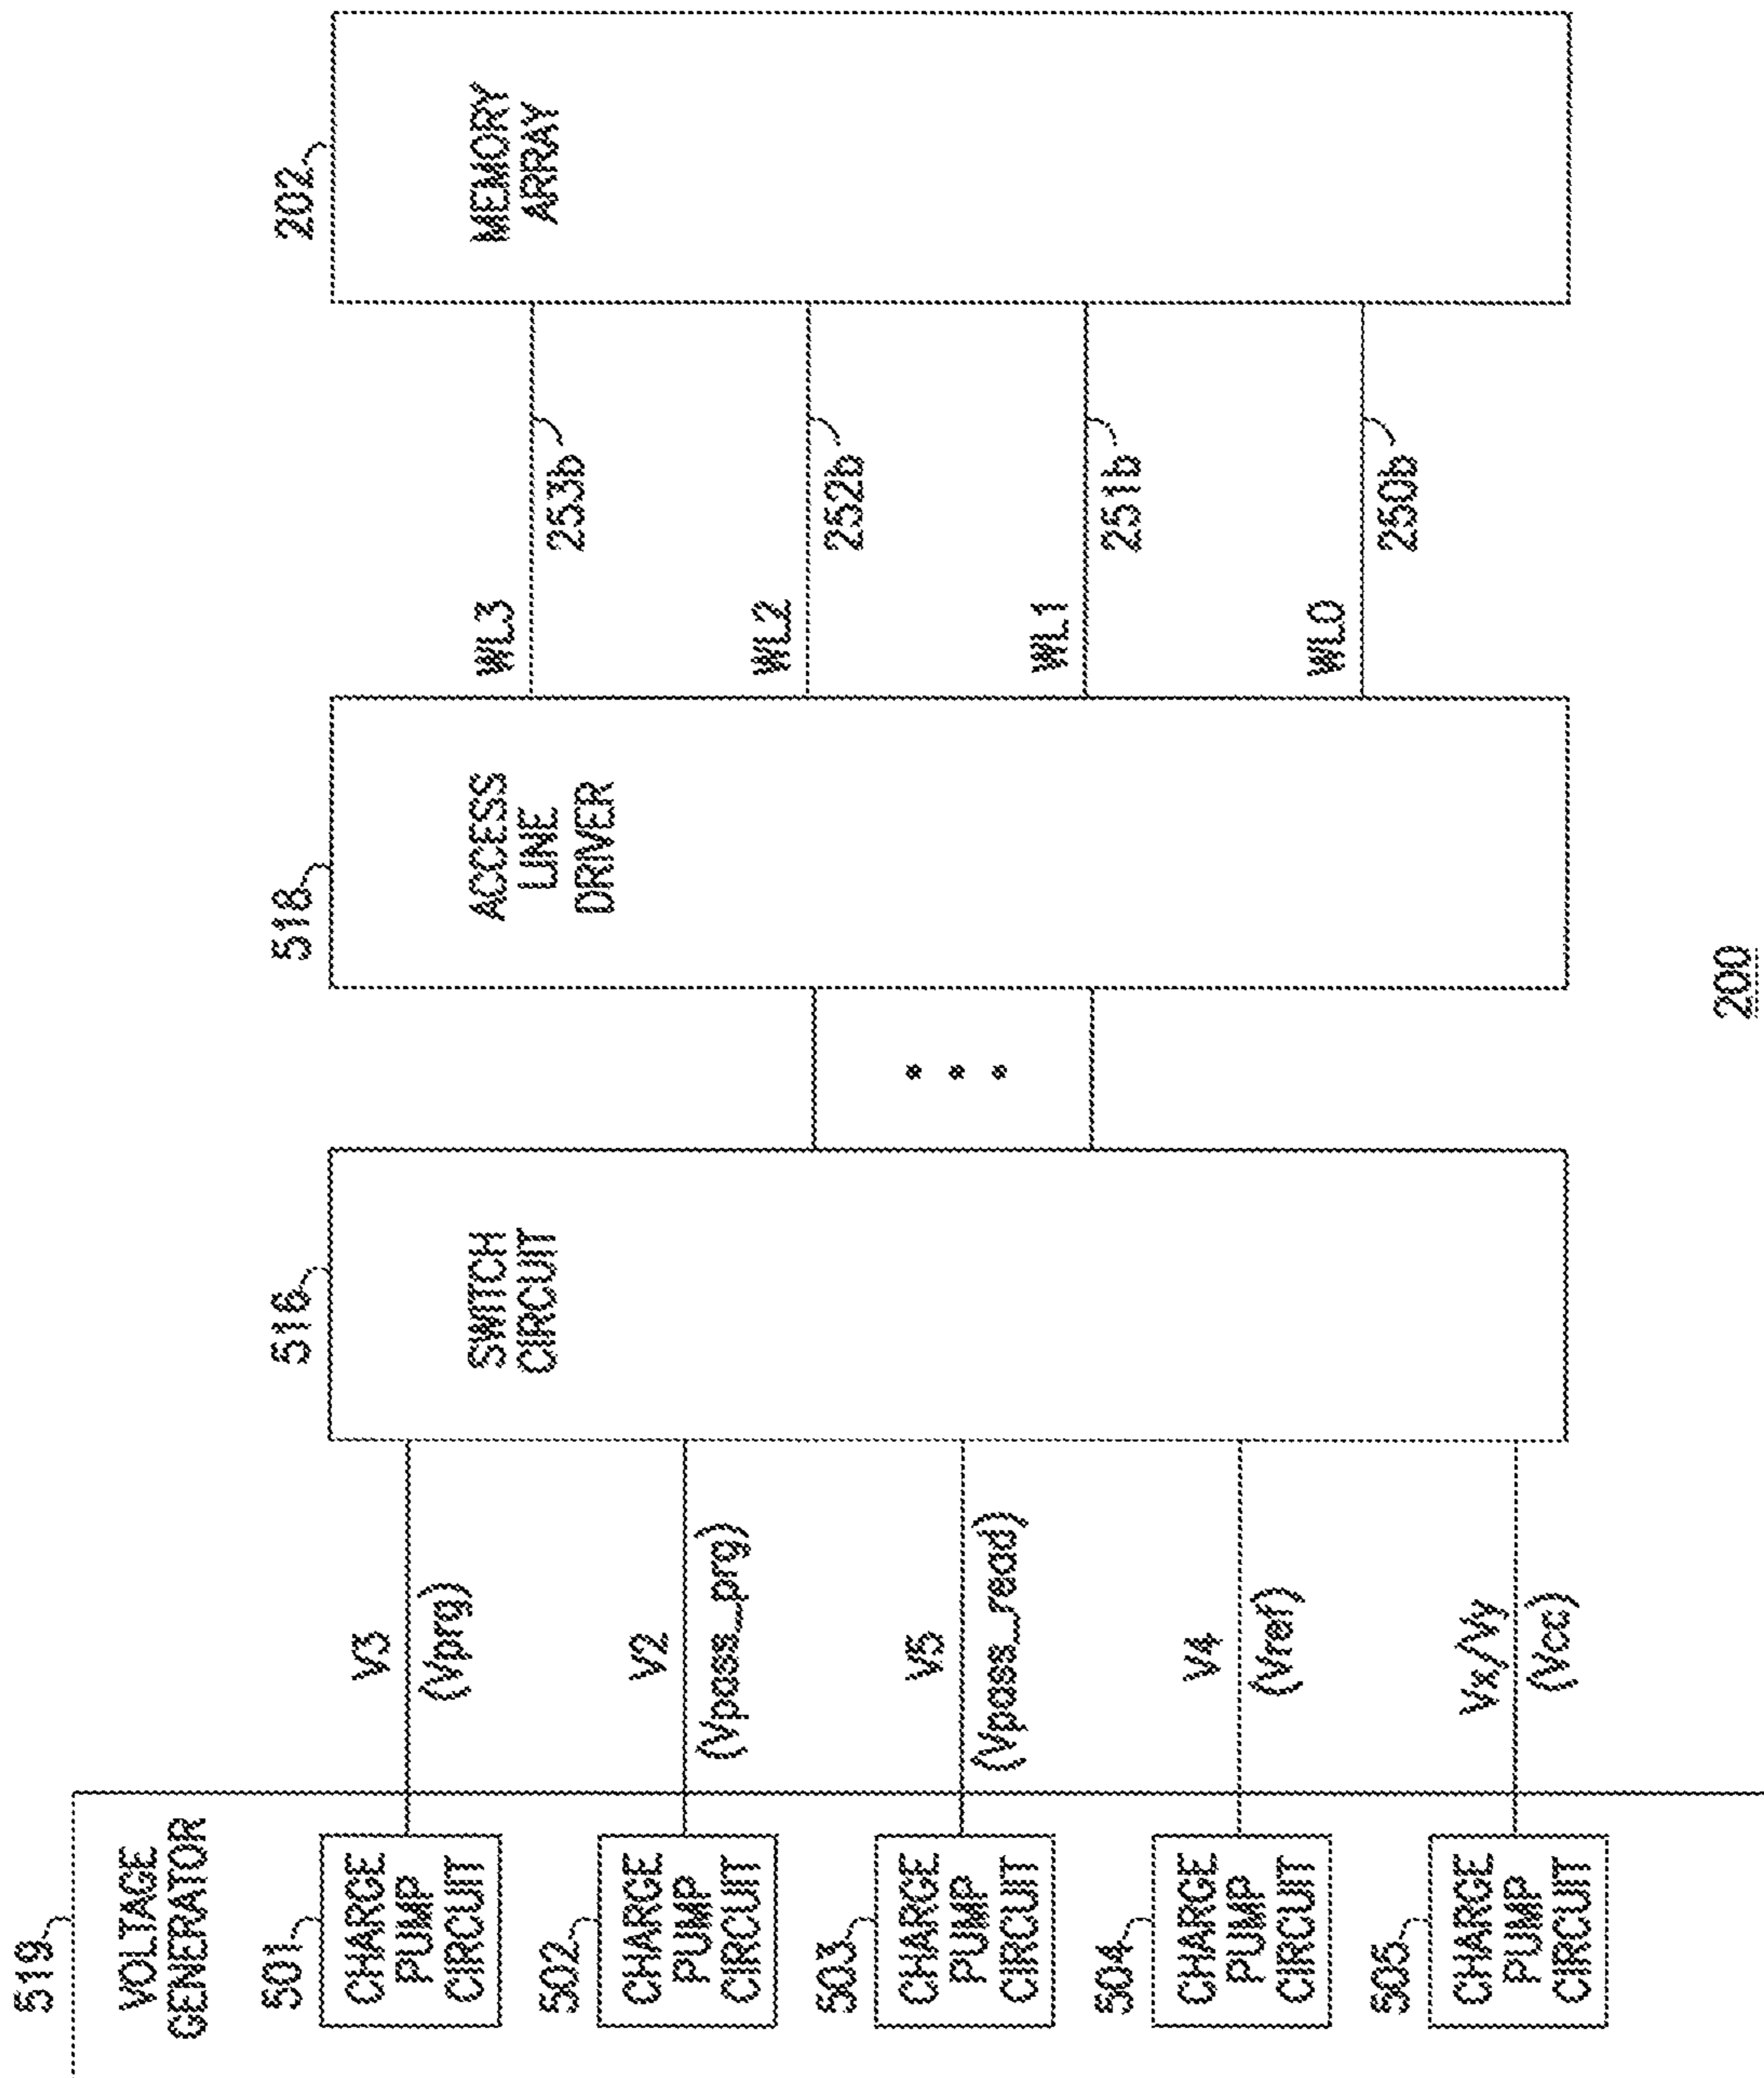 519
VOLTAGE
GENERATOR
501
CHARGE
PUMP
CIRCUIT
502
CHARGE
PUMP
CIRCUIT
503
CHARGE
PUMP
CIRCUIT
504
CHARGE
PUMP
CIRCUIT
505
CHARGE
PUMP
CIRCUIT
V3
(Vprg)
V2
(Vpass_prg)
V5
(Vpass_read)
V4
(Vref)
Vx/Vy
(Vcc)
516
SWITCH
CIRCUIT
518
ACCESS
LINE
DRIVER
WL3
253b
WL2
252b
WL1
251b
WL0
250b
202
MEMORY
ARRAY
200